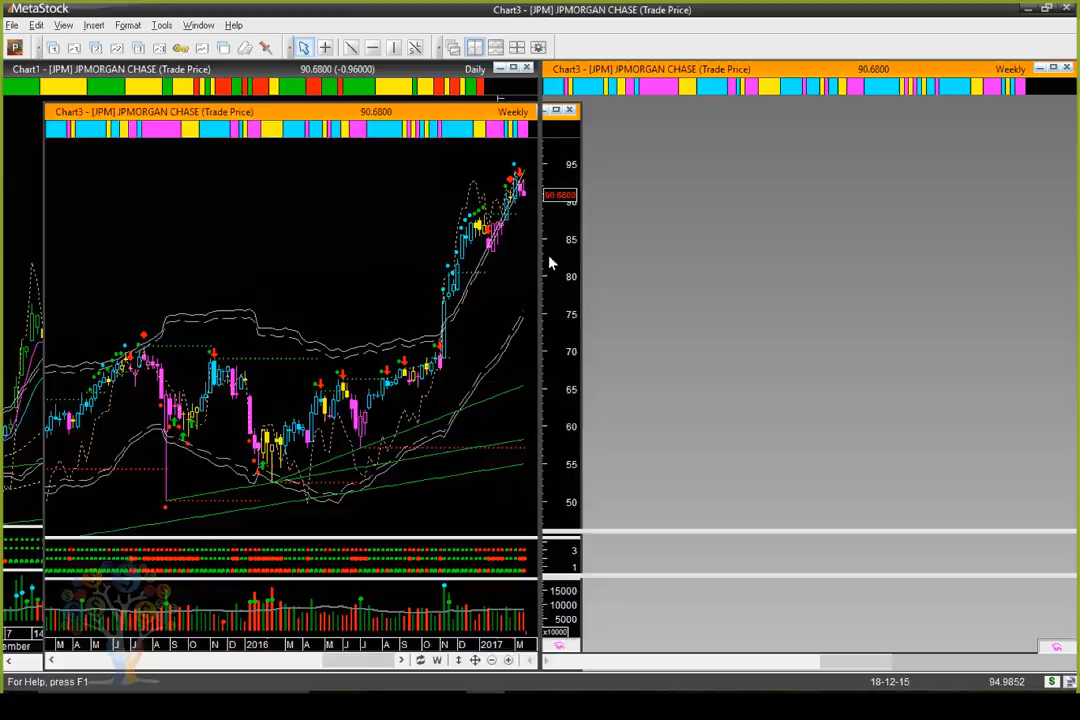 MetaStock
Chart3 - [JPM] JPMORGAN CHASE (Trade Price)
File Edit View Insert Format Tools Window Help
P
Chart1 - [JPM] JPMORGAN CHASE (Trade Price) 90.6800 (-0.96000) Daily
Chart3 - [JPM] JPMORGAN CHASE (Trade Price) 90.6800 Weekly
Chart3 - [JPM] JPMORGAN CHASE (Trade Price) 90.6800 Weekly
95
90.6800
90
85
80
75
70
65
60
55
50
3
1
15000
10000
5000
x10000
7 14
ember
M A M J J A S O N D 2016 M A M J J A S O N D 2017 M
W
For Help, press F1
18-12-15 94.9852